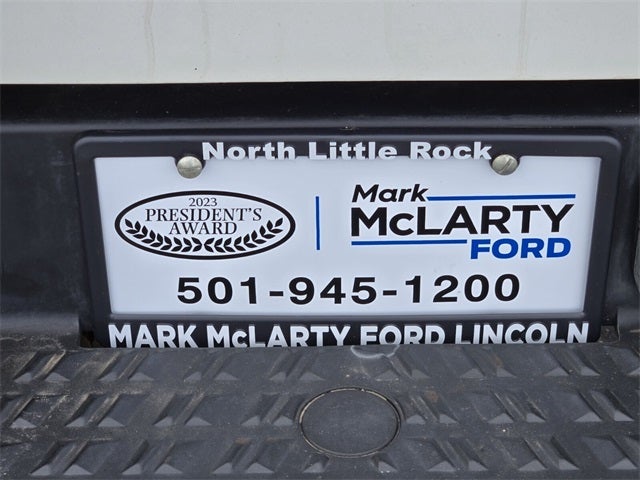 North Little Rock
2023
PRESIDENT'S
AWARD
Mark
McLARTY
FORD
501-945-1200
MARK McLARTY FORD LINCOLN